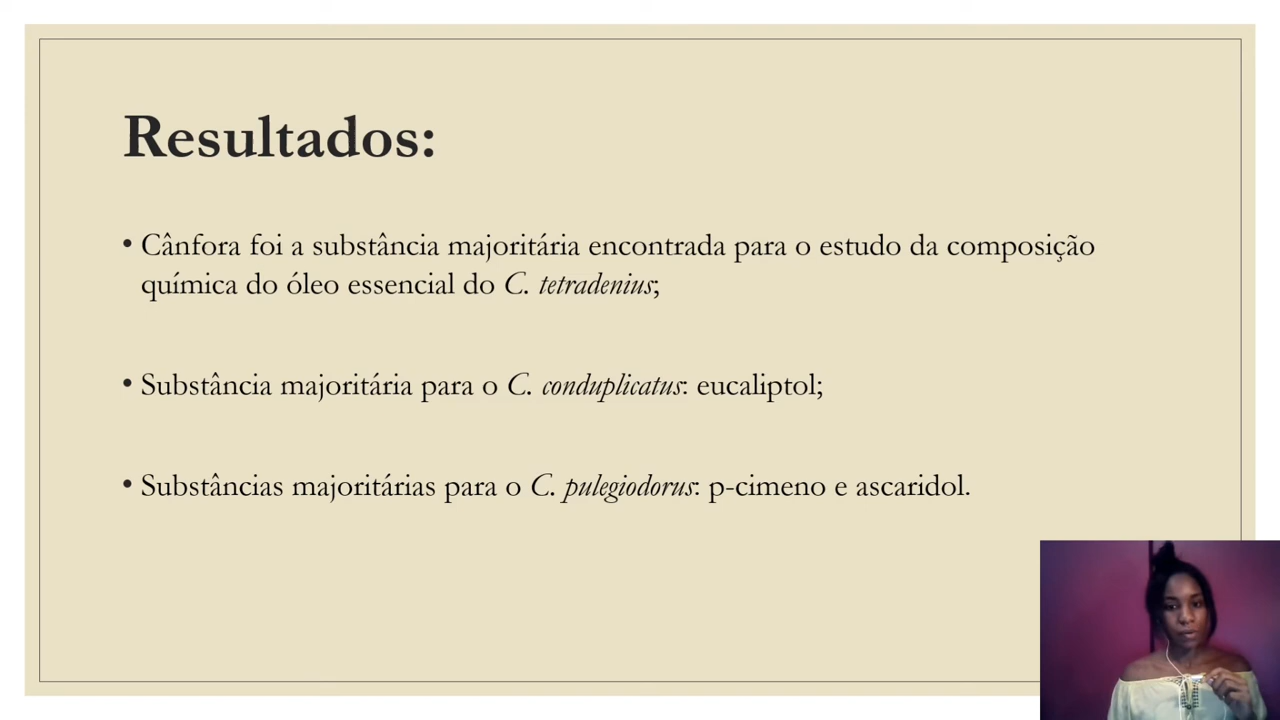 Resultados:
• Cânfora foi a substância majoritária encontrada para o estudo da composição
química do óleo essencial do C. tetradenius;
• Substância majoritária para o C. conduplicatus: eucaliptol;
• Substâncias majoritárias para o C. pulegiodorus: p-cimeno e ascaridol.